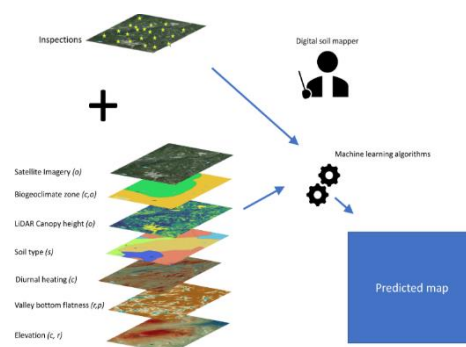 Inspections
Digital soil mapper
Satellite Imagery (o)
Machine learning algorithms
Biogeoclimate zone (c,o)
LiDAR Canopy height (o)
Soil type (s)
Diurnal heating (c)
Predicted map
Valley bottom flatness (r,p)
Elevation (c, r)